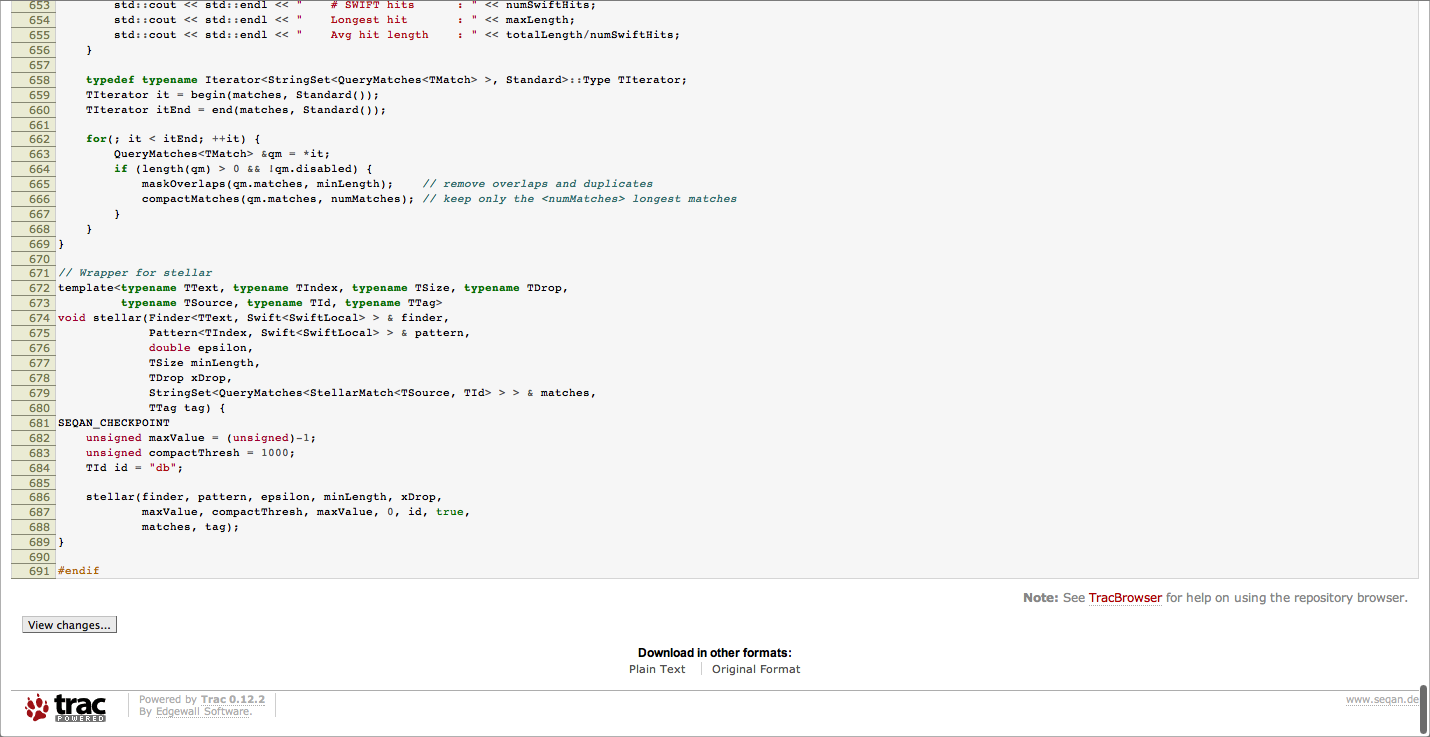 653 std::cout << std::endl << "    # SWIFT hits      : " << numSwiftHits;
654         std::cout << std::endl << "    Longest hit       : " << maxLength;
655         std::cout << std::endl << "    Avg hit length    : " << totalLength/numSwiftHits;
656     }
657
658     typedef typename Iterator<StringSet<QueryMatches<TMatch> >, Standard>::Type TIterator;
659     TIterator it = begin(matches, Standard());
660     TIterator itEnd = end(matches, Standard());
661
662     for(; it < itEnd; ++it) {
663         QueryMatches<TMatch> &qm = *it;
664         if (length(qm) > 0 && !qm.disabled) {
665             maskOverlaps(qm.matches, minLength);    // remove overlaps and duplicates
666             compactMatches(qm.matches, numMatches); // keep only the <numMatches> longest matches
667         }
668     }
669 }
670
671 // Wrapper for stellar
672 template<typename TText, typename TIndex, typename TSize, typename TDrop,
673          typename TSource, typename TId, typename TTag>
674 void stellar(Finder<TText, Swift<SwiftLocal> > & finder,
675              Pattern<TIndex, Swift<SwiftLocal> > & pattern,
676              double epsilon,
677              TSize minLength,
678              TDrop xDrop,
679              StringSet<QueryMatches<StellarMatch<TSource, TId> > > & matches,
680              TTag tag) {
681 SEQAN_CHECKPOINT
682     unsigned maxValue = (unsigned)-1;
683     unsigned compactThresh = 1000;
684     TId id = "db";
685
686     stellar(finder, pattern, epsilon, minLength, xDrop,
687             maxValue, compactThresh, maxValue, 0, id, true,
688             matches, tag);
689 }
690
691 #endif
Note: See TracBrowser for help on using the repository browser.
View changes...
Download in other formats:
Plain Text
Original Format
trac
POWERED
Powered by Trac 0.12.2
By Edgewall Software.
www.seqan.de